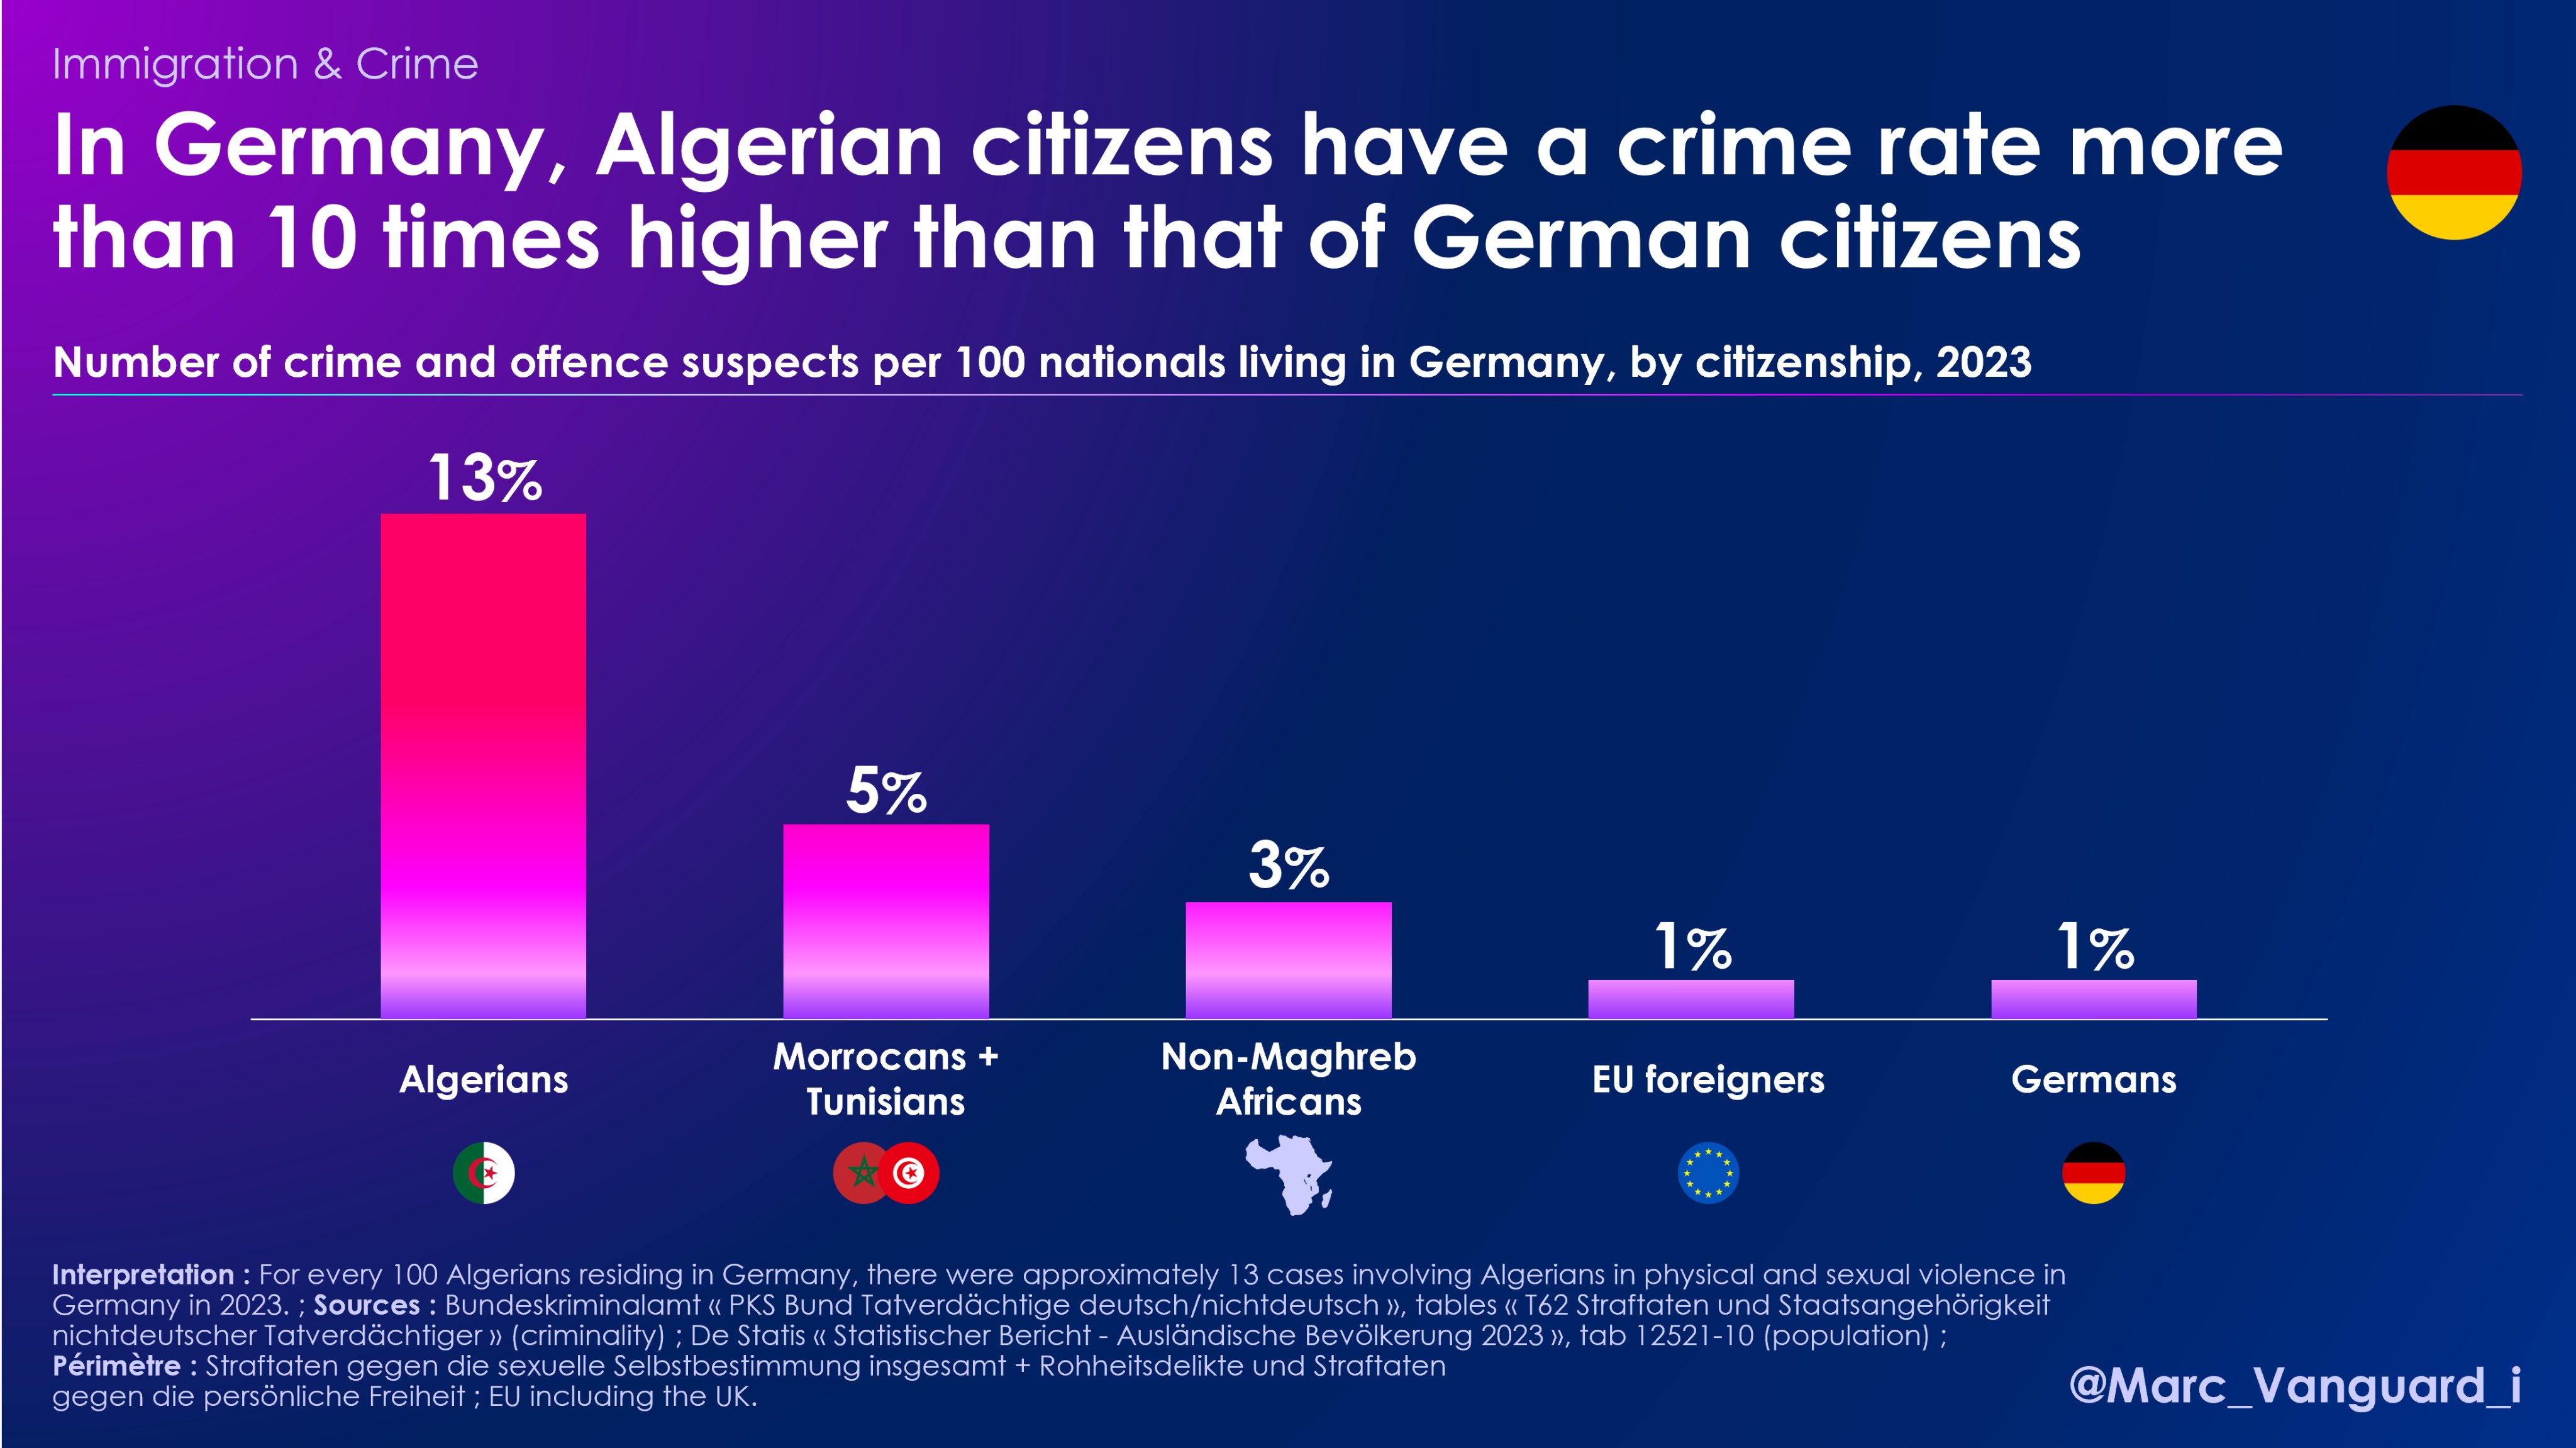 Immigration & Crime
In Germany, Algerian citizens have a crime rate more
than 10 times higher than that of German citizens
Number of crime and offence suspects per 100 nationals living in Germany, by citizenship, 2023
13%
5%
3%
1%
1%
Algerians
Morrocans +
Tunisians
Non-Maghreb
Africans
EU foreigners
Germans
Interpretation : For every 100 Algerians residing in Germany, there were approximately 13 cases involving Algerians in physical and sexual violence in
Germany in 2023. ; Sources : Bundeskriminalamt « PKS Bund Tatverdächtige deutsch/nichtdeutsch », tables « T62 Straftaten und Staatsangehörigkeit
nichtdeutscher Tatverdächtiger » (criminality) ; De Statis « Statistischer Bericht - Ausländische Bevölkerung 2023 », tab 12521-10 (population) ;
Périmètre : Straftaten gegen die sexuelle Selbstbestimmung insgesamt + Rohheitsdelikte und Straftaten
gegen die persönliche Freiheit ; EU including the UK.
@Marc_Vanguard_i